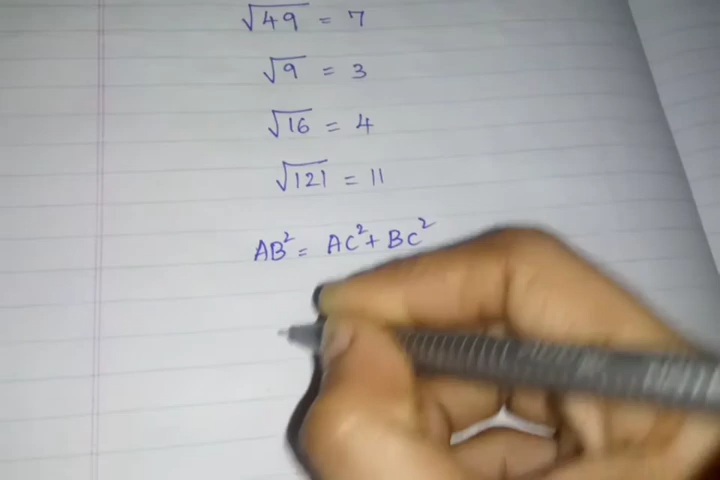 √49 = 7
√9 = 3
√16 = 4
√121 = 11
AB² = AC² + BC²